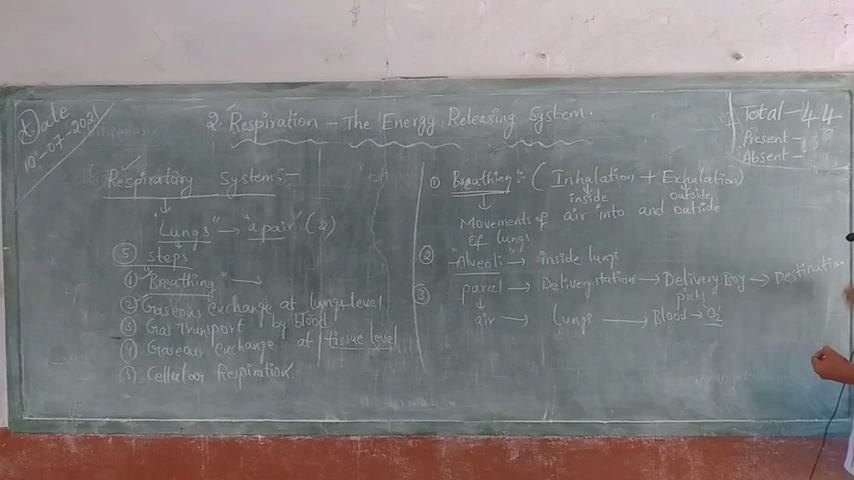 Date
10-07-2021
2. Respiration - The Energy Releasing System.
Total - 44
Present -
Absent -
Respiratory System:-
↓
"Lungs" → "a pair" (2)
⑤ steps
① "Breathing" →
② Gaseous exchange at lungs level
③ Gas Transport by blood
④ Gaseous exchange at tissue level
⑤ Cellular Respiration
① Breathing:- (Inhalation + Exhalation)
inside outside
Movements of air into and outside
of lungs
② "Alveoli" → inside lungs
③ parcel → Delivery station → Delivery Boy → Destination
↓ picks
air → lungs → Blood → O₂